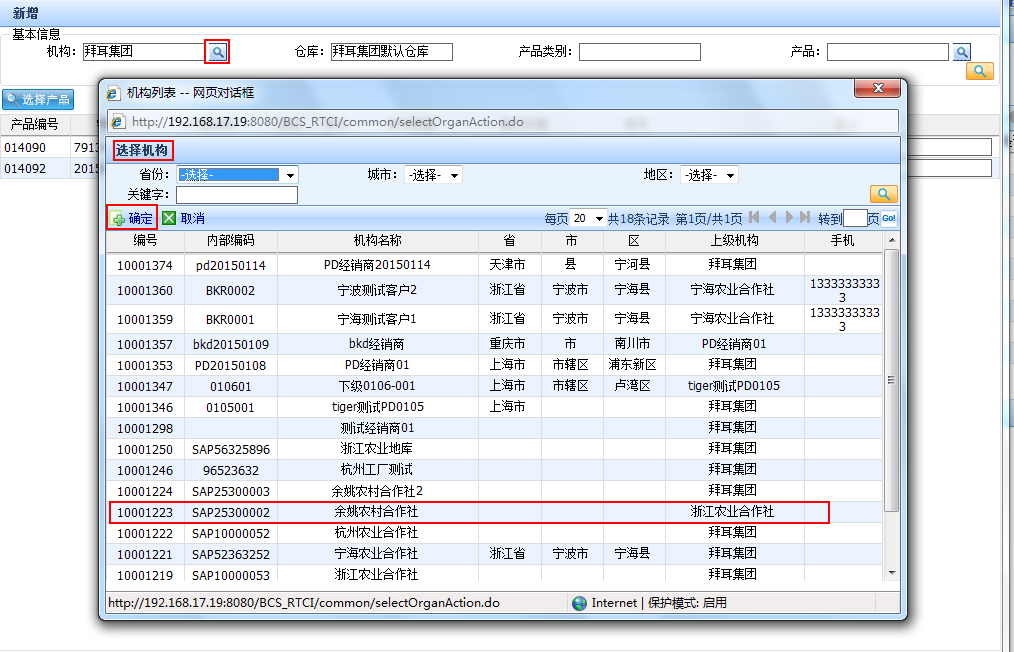 新增
基本信息
机构： 拜耳集团 仓库： 拜耳集团默认仓库 产品类别： 产品：
选择产品
产品编号
014090 7913
014092 2015
机构列表 -- 网页对话框
http://192.168.17.19:8080/BCS_RTCI/common/selectOrganAction.do
选择机构
省份： -选择- 城市： -选择- 地区： -选择-
关键字：
确定 取消 每页 20 共18条记录 第1页/共1页 转到 页 Go!
编号 内部编码 机构名称 省 市 区 上级机构 手机
10001374 pd20150114 PD经销商20150114 天津市 县 宁河县 拜耳集团
10001360 BKR0002 宁波测试客户2 浙江省 宁波市 宁海县 宁海农业合作社 13333333333
10001359 BKR0001 宁海测试客户1 浙江省 宁波市 宁海县 宁海农业合作社 13333333333
10001357 bkd20150109 bkd经销商 重庆市 市 南川市 PD经销商01
10001353 PD20150108 PD经销商01 上海市 市辖区 浦东新区 拜耳集团
10001347 010601 下级0106-001 上海市 市辖区 卢湾区 tiger测试PD0105
10001346 0105001 tiger测试PD0105 上海市 拜耳集团
10001298 测试经销商01 拜耳集团
10001250 SAP56325896 浙江农业地库 拜耳集团
10001246 96523632 杭州工厂测试 拜耳集团
10001224 SAP25300003 余姚农村合作社2 拜耳集团
10001223 SAP25300002 余姚农村合作社 浙江农业合作社
10001222 SAP10000052 杭州农业合作社 拜耳集团
10001221 SAP52363252 宁海农业合作社 浙江省 宁波市 宁海县 拜耳集团
10001219 SAP10000053 浙江农业合作社 拜耳集团
http://192.168.17.19:8080/BCS_RTCI/common/selectOrganAction.do Internet | 保护模式: 启用